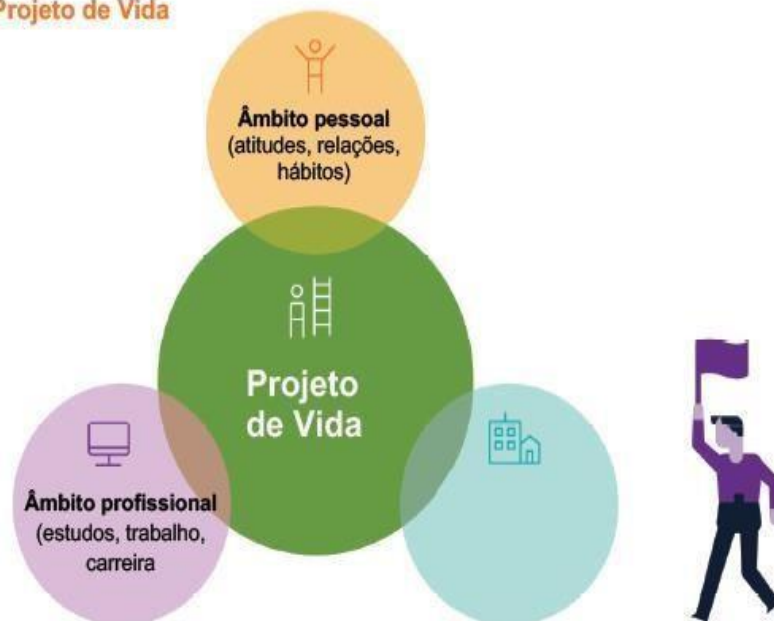 Projeto de Vida
Âmbito pessoal
(atitudes, relações,
hábitos)
Projeto
de Vida
Âmbito profissional
(estudos, trabalho,
carreira